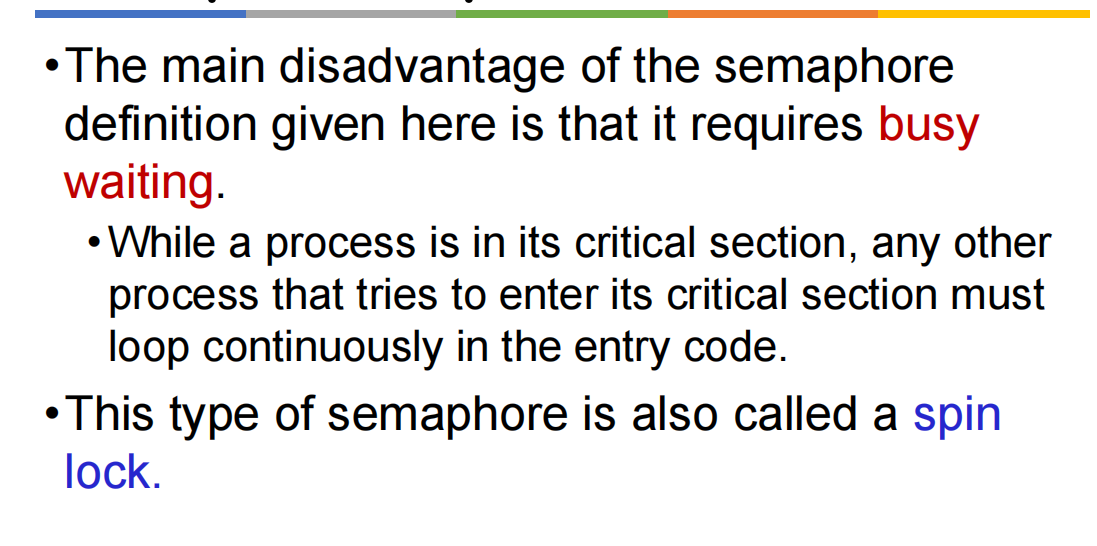 •The main disadvantage of the semaphore
definition given here is that it requires busy
waiting.
•While a process is in its critical section, any other
process that tries to enter its critical section must
loop continuously in the entry code.
•This type of semaphore is also called a spin
lock.